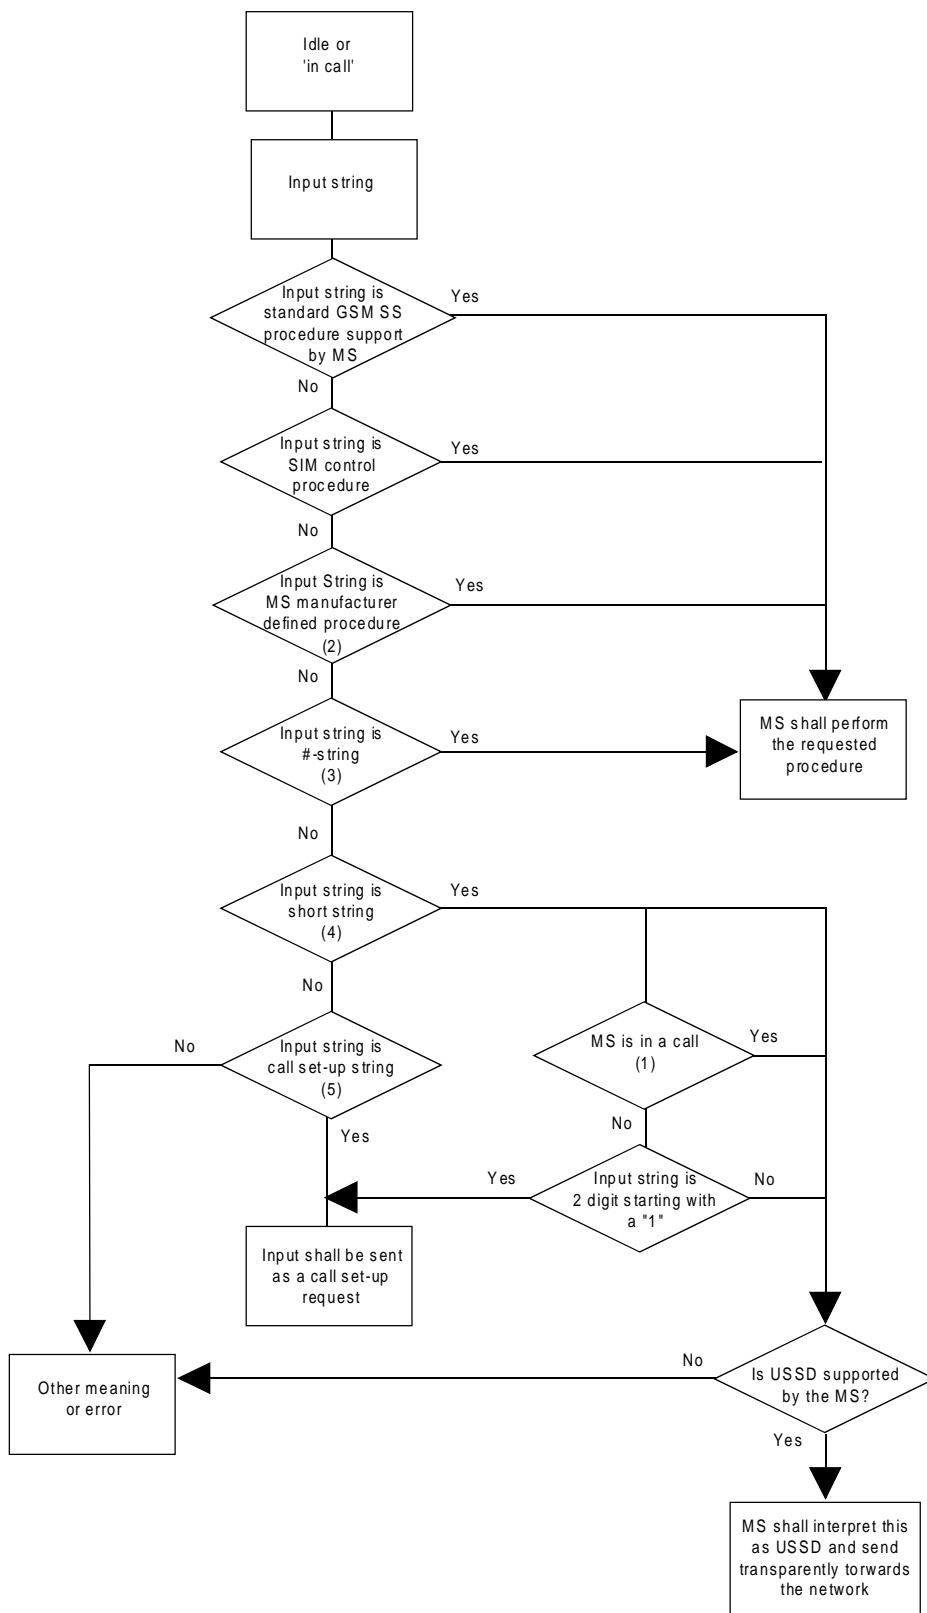 Idle or
'in call'
Input string
Input string is
standard GSM SS
procedure support
by MS
Yes
No
Input string is
SIM control
procedure
Yes
No
Input String is
MS manufacturer
defined procedure
(2)
Yes
No
MS shall perform
the requested
procedure
Input string is
#-string
(3)
Yes
No
Input string is
short string
(4)
Yes
No
MS is in a call
(1)
Yes
No
Input string is
call set-up string
(5)
No
Yes
Input string is
2 digit starting with
a "1"
Yes
No
Input shall be sent
as a call set-up
request
Other meaning
or error
Is USSD supported
by the MS?
No
Yes
MS shall interpret this
as USSD and send
transparently torwards
the network